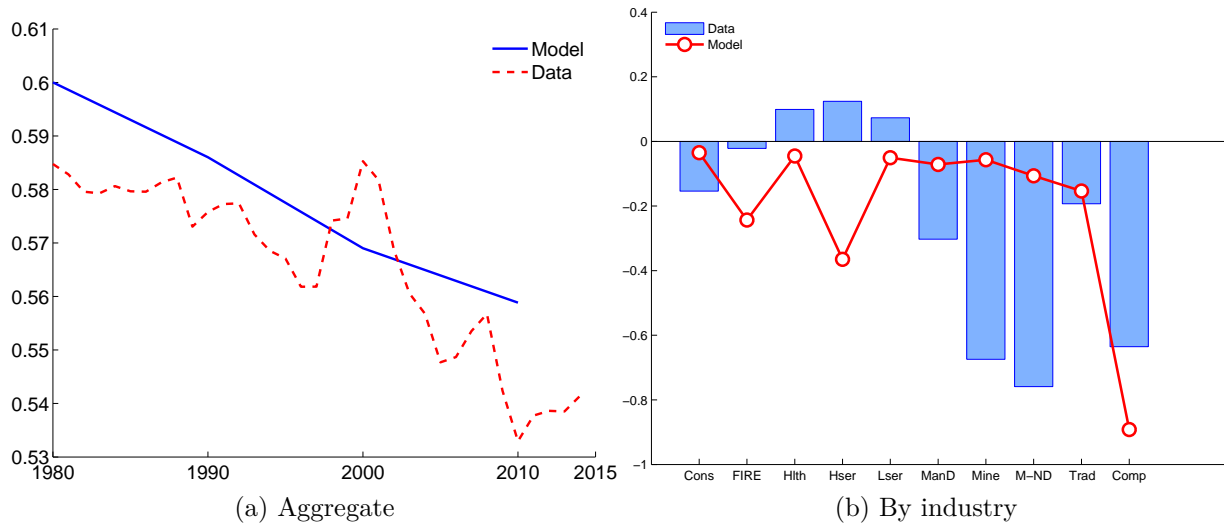 0.61
0.6
0.59
0.58
0.57
0.56
0.55
0.54
0.53
1980
1990
2000
2010
2015
Model
Data
(a) Aggregate
Data
Model
0.4
0.2
0
−0.2
−0.4
−0.6
−0.8
−1
Cons
FIRE
Hlth
Hser
Lser
ManD
Mine
M−ND
Trad
Comp
(b) By industry